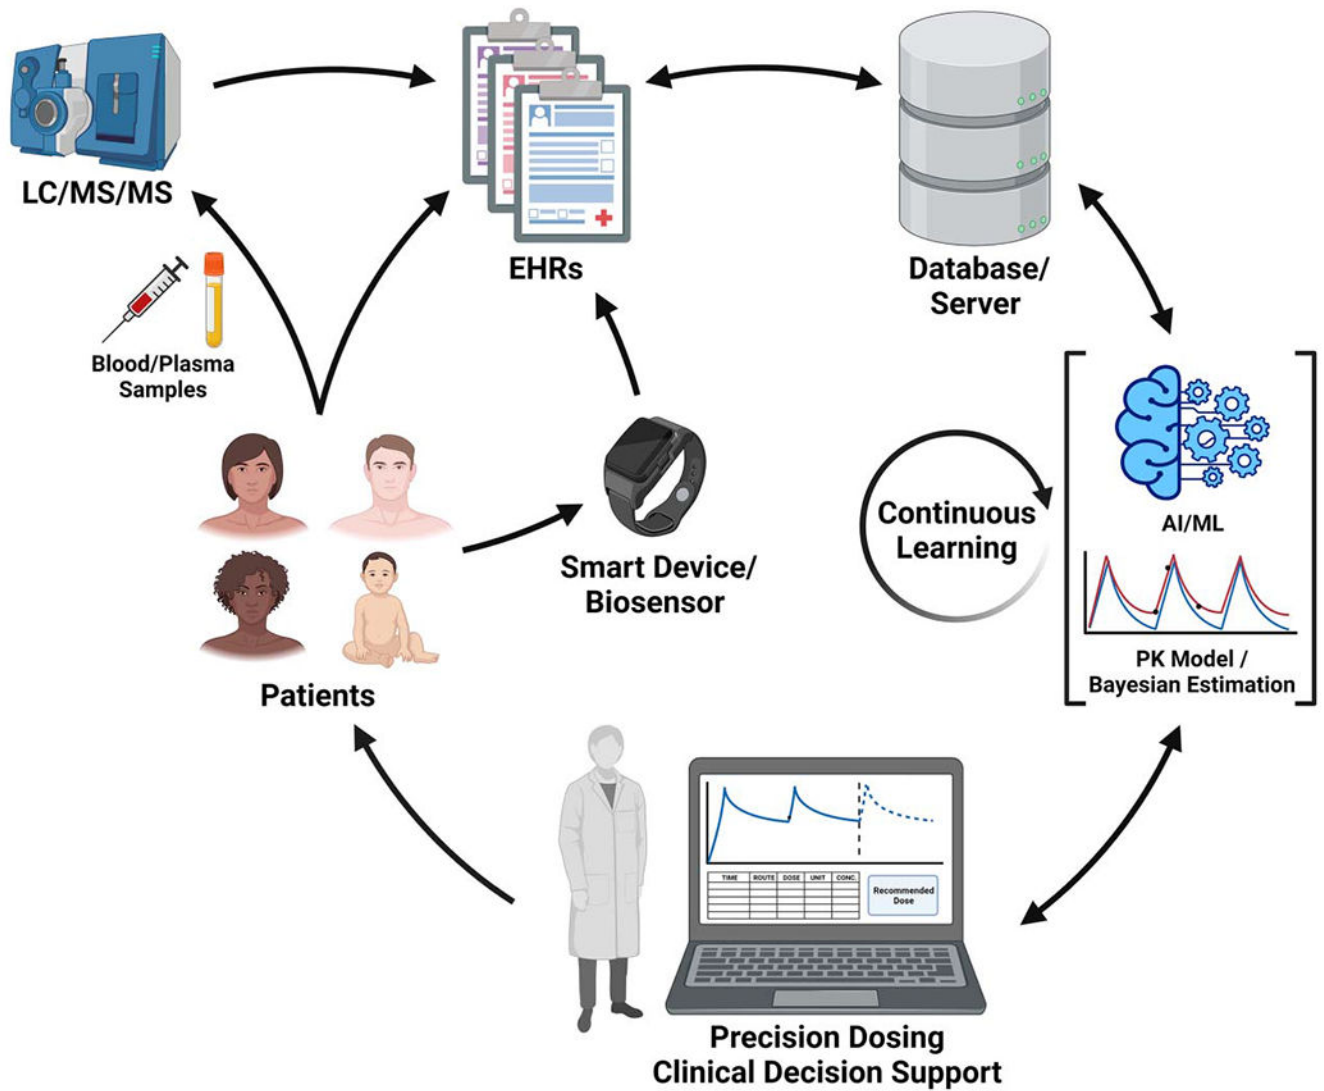 LC/MS/MS
EHRs
Database/
Server
Blood/Plasma
Samples
Patients
Smart Device/
Biosensor
Continuous
Learning
AI/ML
PK Model /
Bayesian Estimation
TIME ROUTE DOSE UNIT CONC.
Recommended
Dose
Precision Dosing
Clinical Decision Support